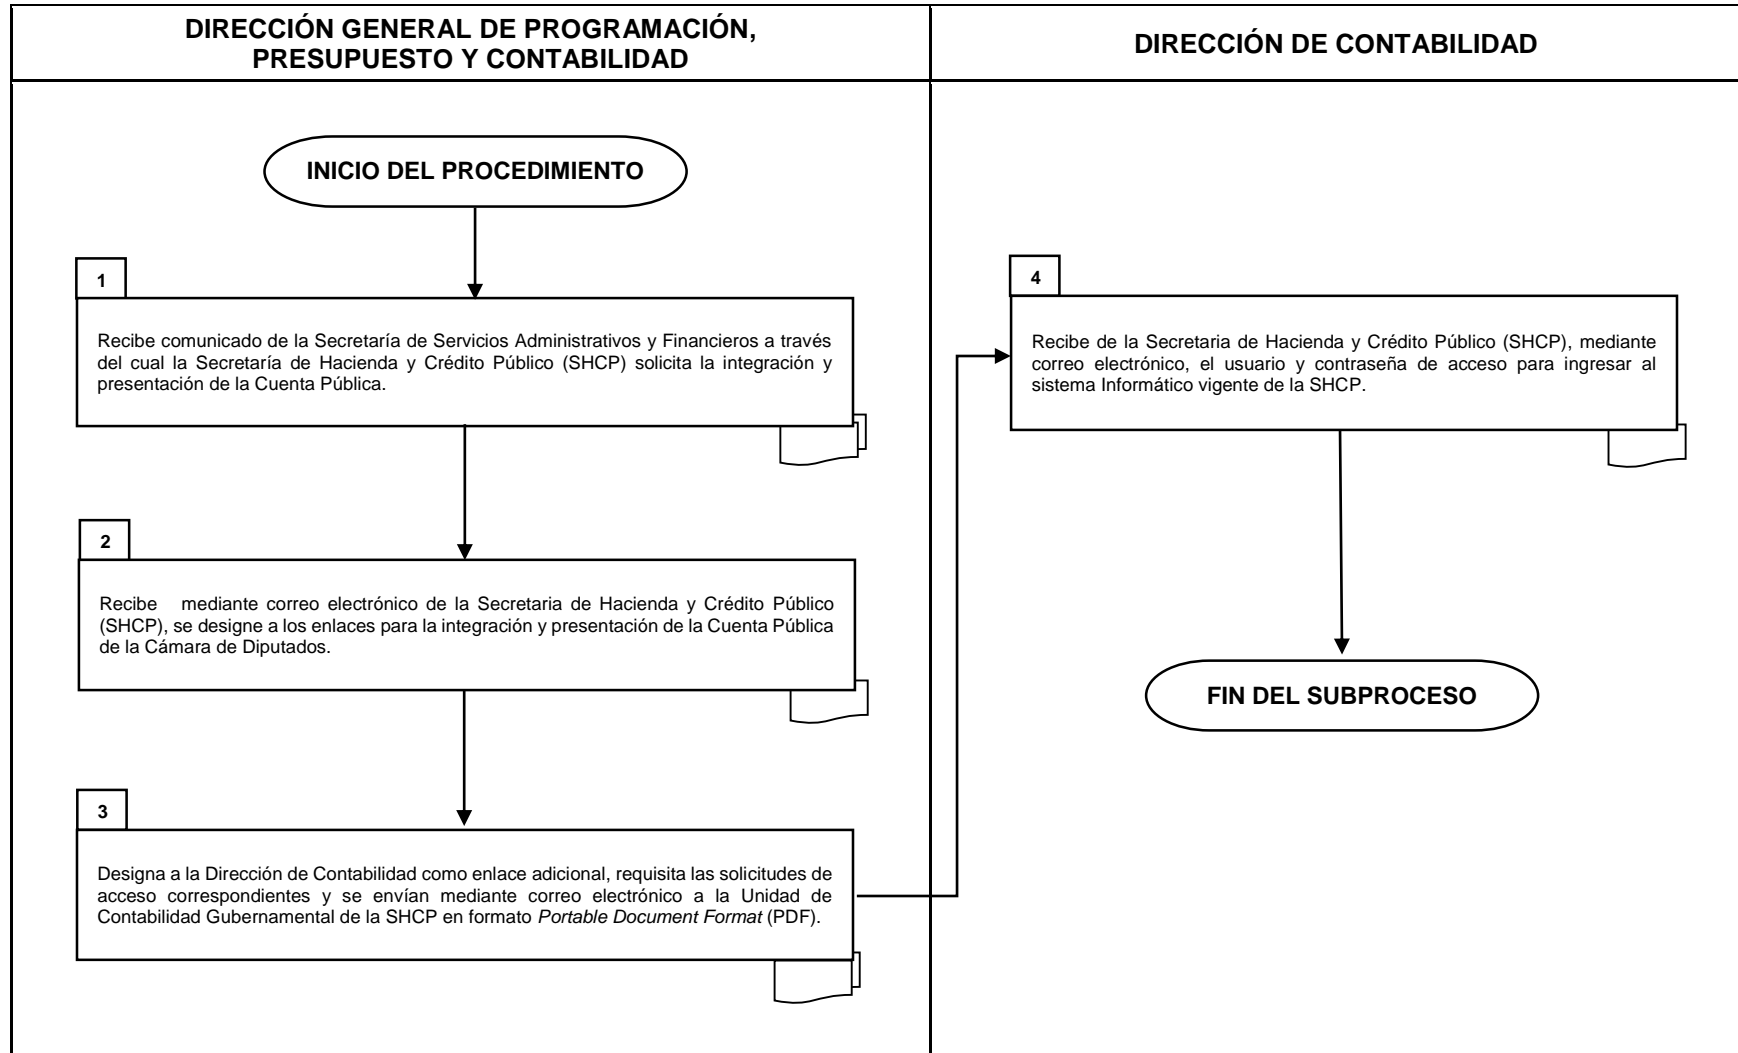 DIRECCIÓN GENERAL DE PROGRAMACIÓN,
PRESUPUESTO Y CONTABILIDAD
DIRECCIÓN DE CONTABILIDAD
INICIO DEL PROCEDIMIENTO
1
Recibe comunicado de la Secretaría de Servicios Administrativos y Financieros a través
del cual la Secretaría de Hacienda y Crédito Público (SHCP) solicita la integración y
presentación de la Cuenta Pública.
2
Recibe mediante correo electrónico de la Secretaria de Hacienda y Crédito Público
(SHCP), se designe a los enlaces para la integración y presentación de la Cuenta Pública
de la Cámara de Diputados.
3
Designa a la Dirección de Contabilidad como enlace adicional, requisita las solicitudes de
acceso correspondientes y se envían mediante correo electrónico a la Unidad de
Contabilidad Gubernamental de la SHCP en formato Portable Document Format (PDF).
4
Recibe de la Secretaria de Hacienda y Crédito Público (SHCP), mediante
correo electrónico, el usuario y contraseña de acceso para ingresar al
sistema Informático vigente de la SHCP.
FIN DEL SUBPROCESO